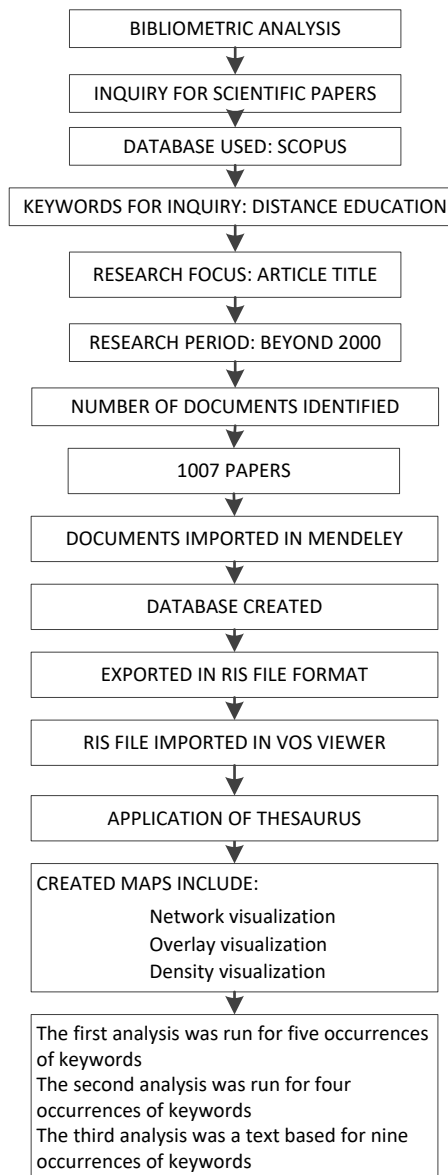 BIBLIOMETRIC ANALYSIS
INQUIRY FOR SCIENTIFIC PAPERS
DATABASE USED: SCOPUS
KEYWORDS FOR INQUIRY: DISTANCE EDUCATION
RESEARCH FOCUS: ARTICLE TITLE
RESEARCH PERIOD: BEYOND 2000
NUMBER OF DOCUMENTS IDENTIFIED
1007 PAPERS
DOCUMENTS IMPORTED IN MENDELEY
DATABASE CREATED
EXPORTED IN RIS FILE FORMAT
RIS FILE IMPORTED IN VOS VIEWER
APPLICATION OF THESAURUS
CREATED MAPS INCLUDE:
Network visualization
Overlay visualization
Density visualization
The first analysis was run for five occurrences
of keywords
The second analysis was run for four
occurrences of keywords
The third analysis was a text based for nine
occurrences of keywords